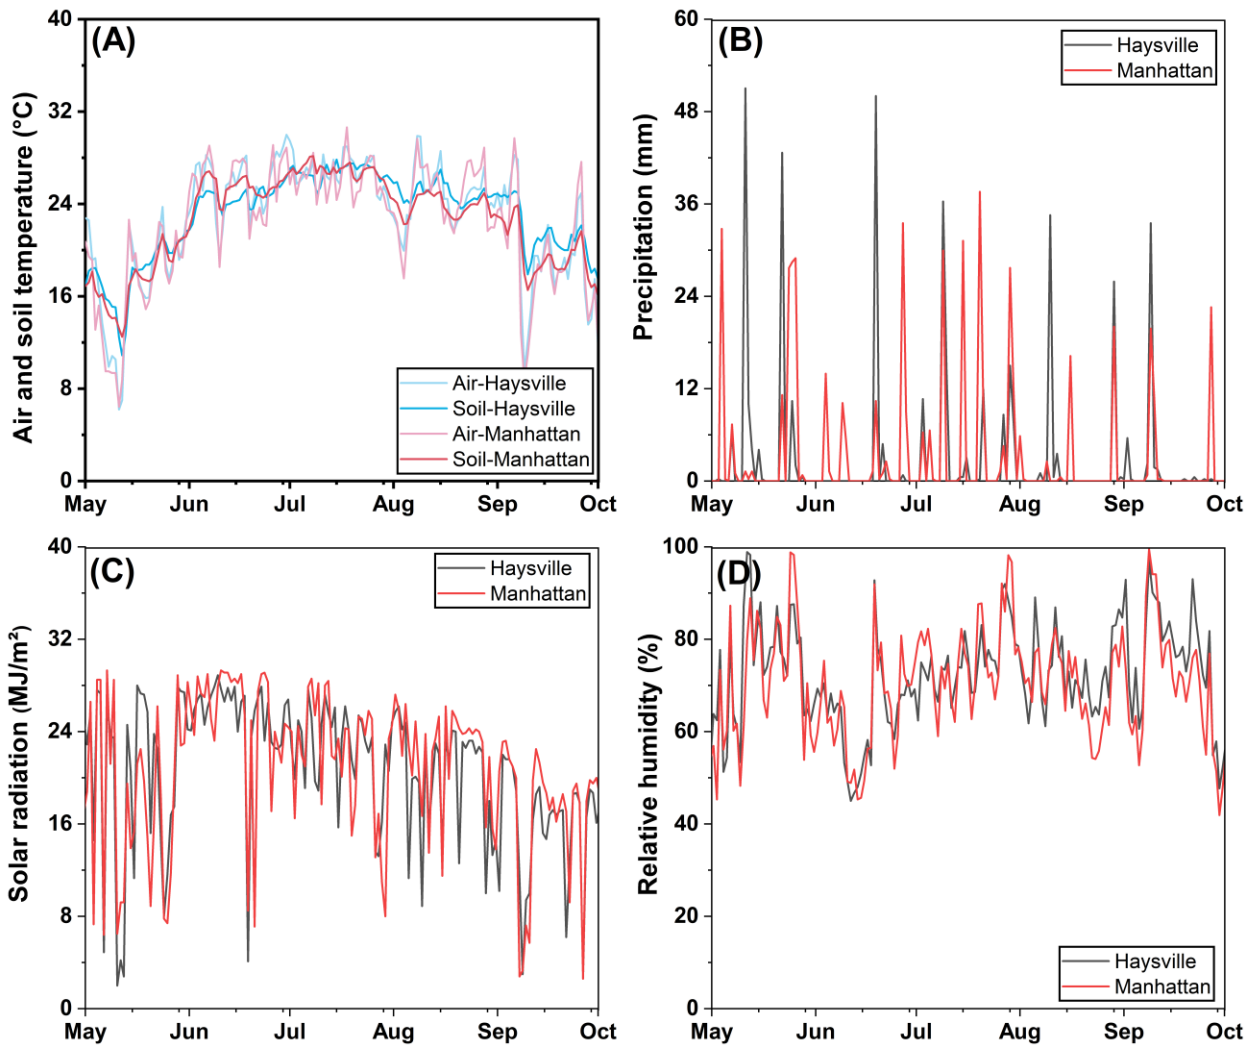 (A)
Air and soil temperature (°C)
40
32
24
16
8
0
May Jun Jul Aug Sep Oct
Air-Haysville
Soil-Haysville
Air-Manhattan
Soil-Manhattan
(B)
Precipitation (mm)
60
48
36
24
12
0
May Jun Jul Aug Sep Oct
Haysville
Manhattan
(C)
Solar radiation (MJ/m²)
40
32
24
16
8
0
May Jun Jul Aug Sep Oct
Haysville
Manhattan
(D)
Relative humidity (%)
100
80
60
40
20
0
May Jun Jul Aug Sep Oct
Haysville
Manhattan